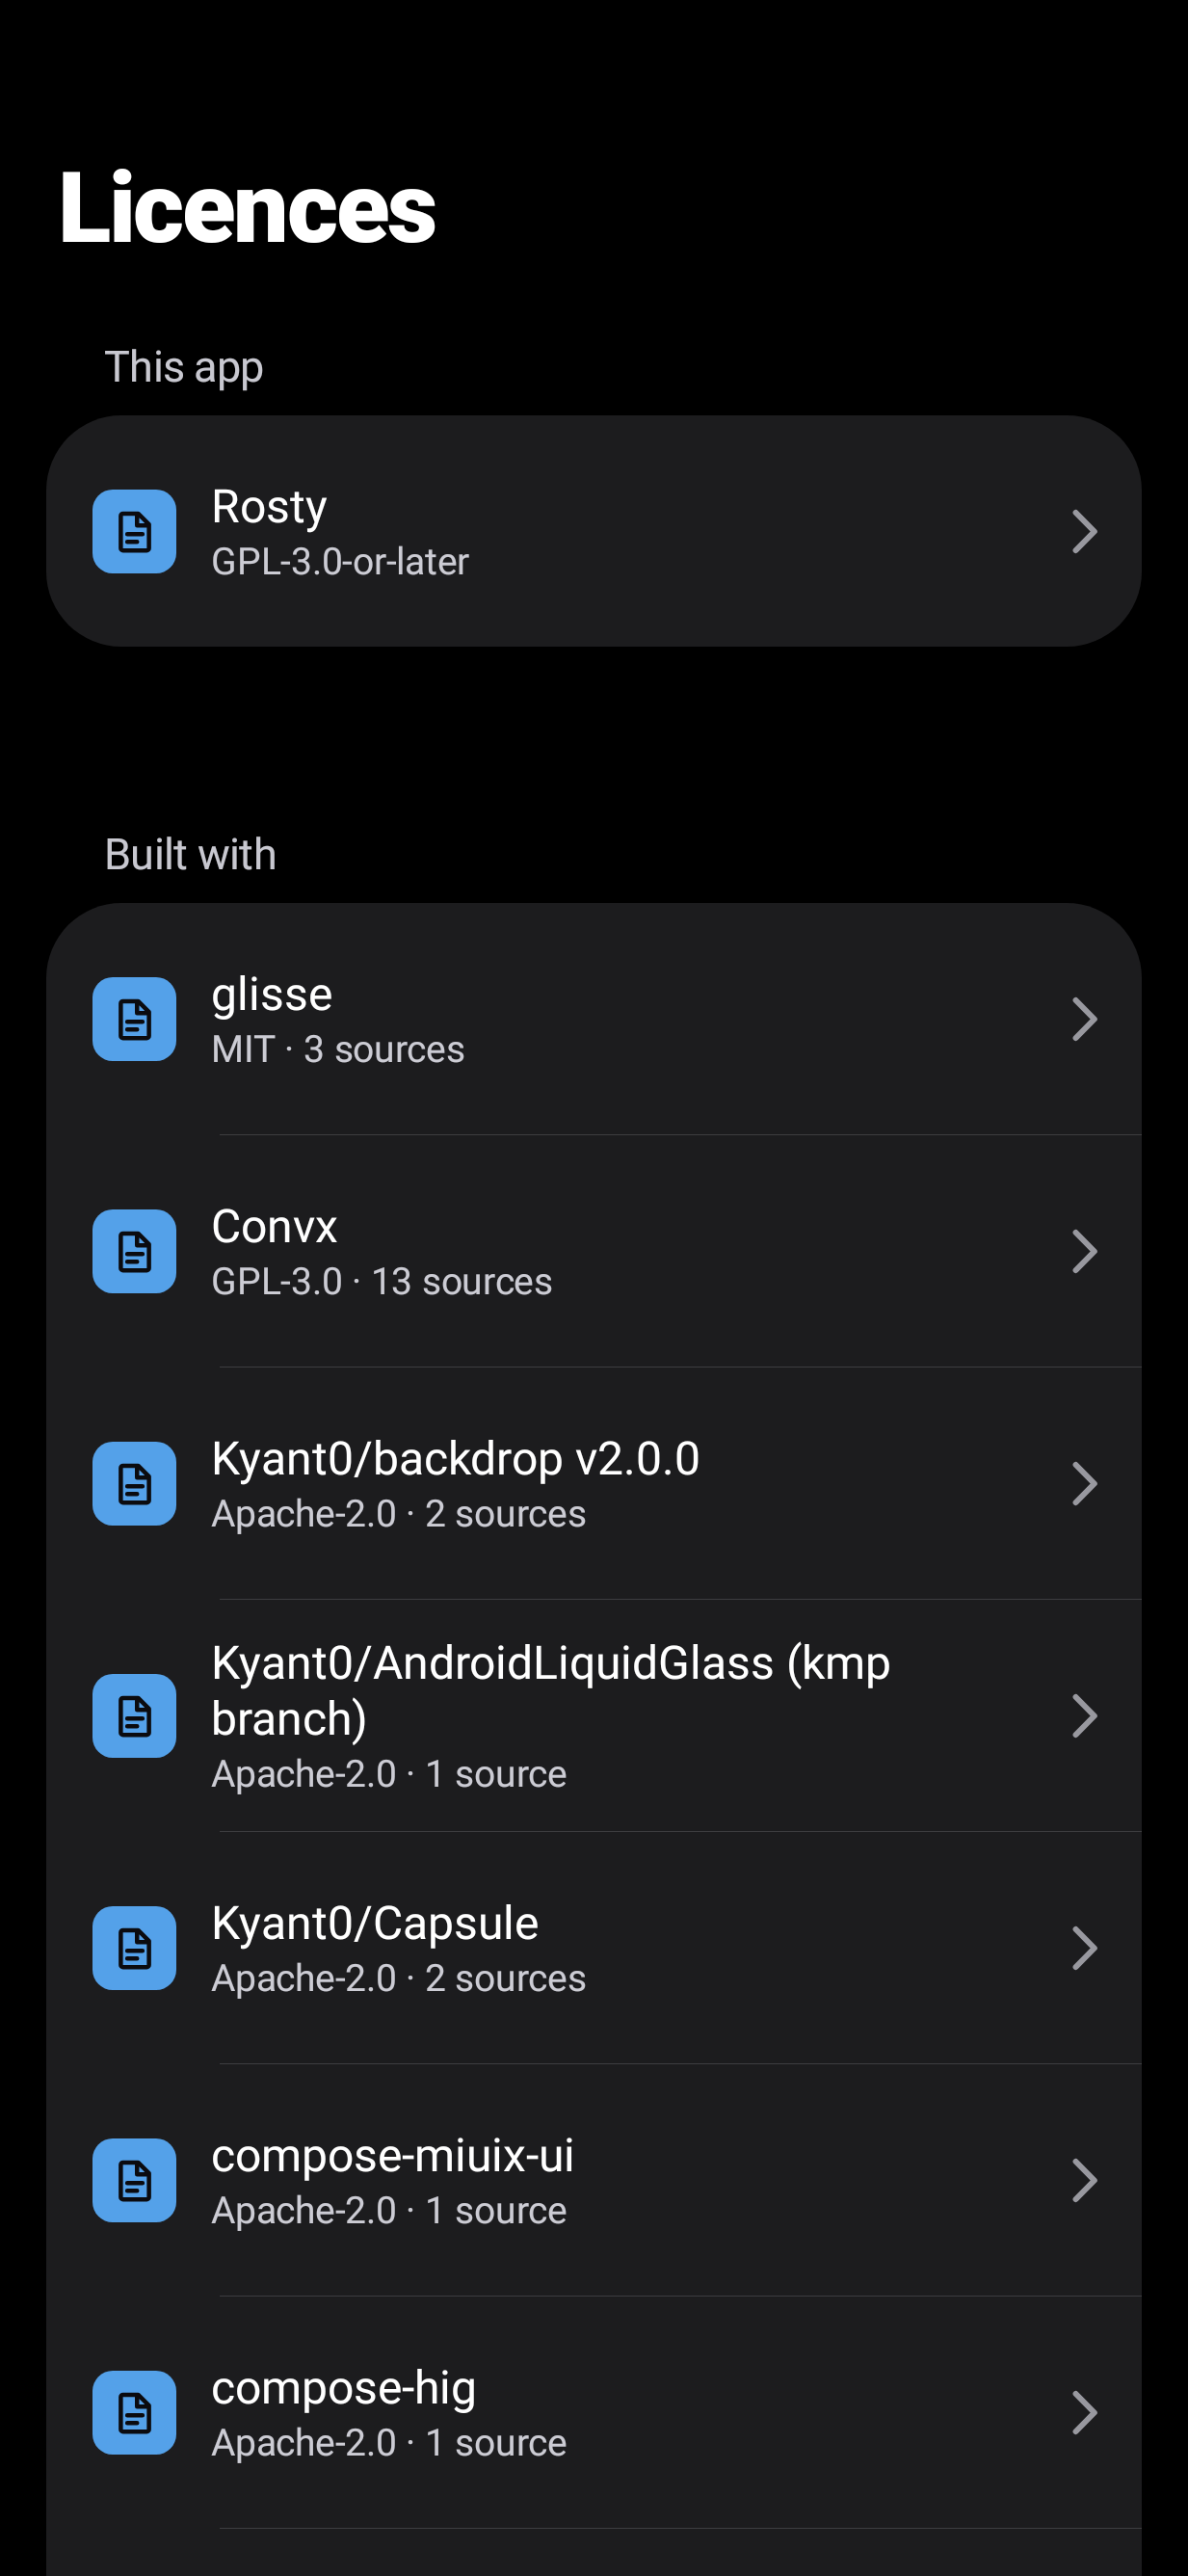 Licences
This app
Rosty
GPL-3.0-or-later
Built with
glisse
MIT · 3 sources
Convx
GPL-3.0 · 13 sources
Kyant0/backdrop v2.0.0
Apache-2.0 · 2 sources
Kyant0/AndroidLiquidGlass (kmp
branch)
Apache-2.0 · 1 source
Kyant0/Capsule
Apache-2.0 · 2 sources
compose-miuix-ui
Apache-2.0 · 1 source
compose-hig
Apache-2.0 · 1 source